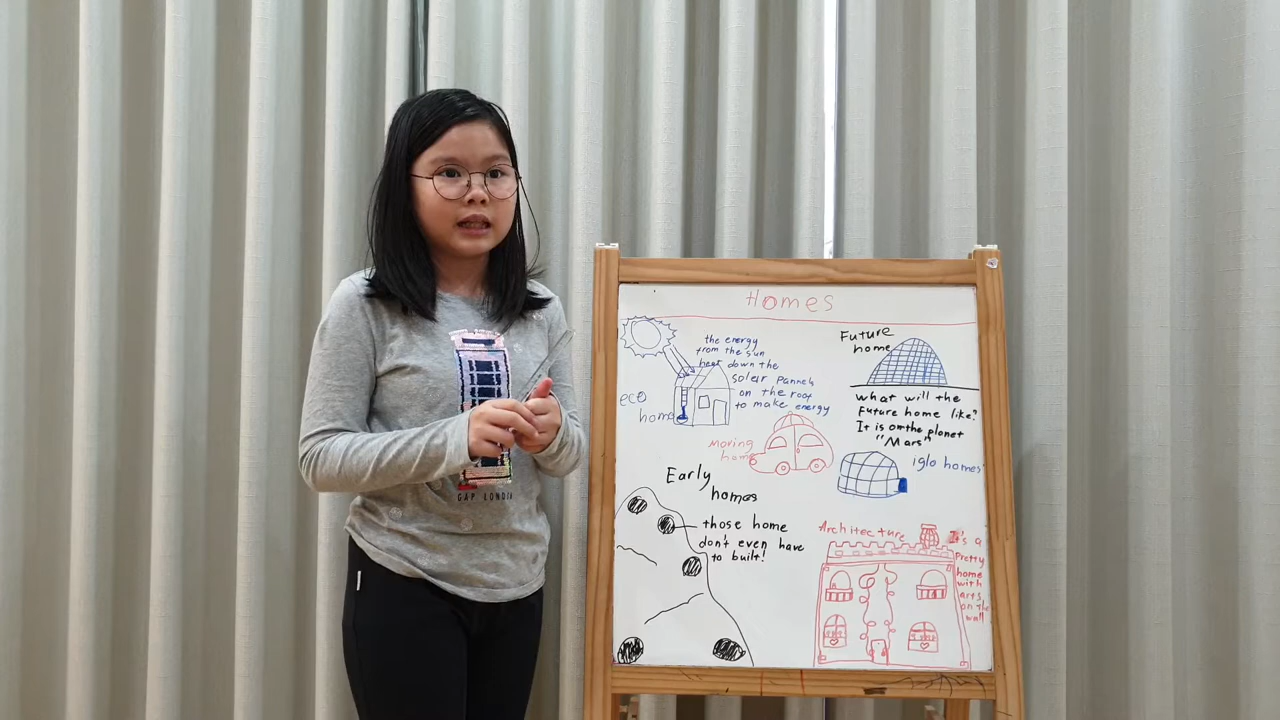 Homes
the energy
from the sun
heat down the
solar pannels
on the roof
to make energy
eco
home
Moving
home
Future
home
what will the
Future home like?
It is on the planet
"Mars"
iglo homes
Early
homes
those home
don't even have
to built!
Architecture
It's a
pretty
home
with
arts
on the
wall
GAP LONDON